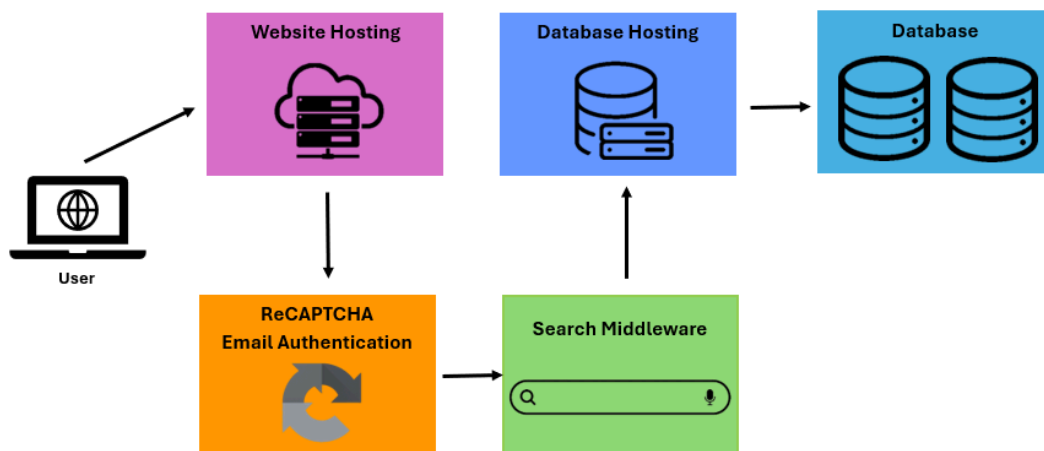 Website Hosting
Database Hosting
Database
User
ReCAPTCHA
Email Authentication
Search Middleware